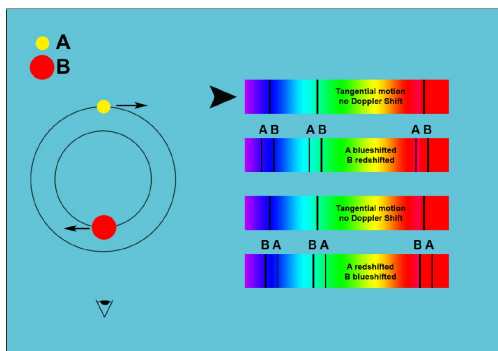 A
B
Tangential motion
no Doppler Shift
A B A B A B
A blueshifted
B redshifted
Tangential motion
no Doppler Shift
B A B A B A
A redshifted
B blueshifted